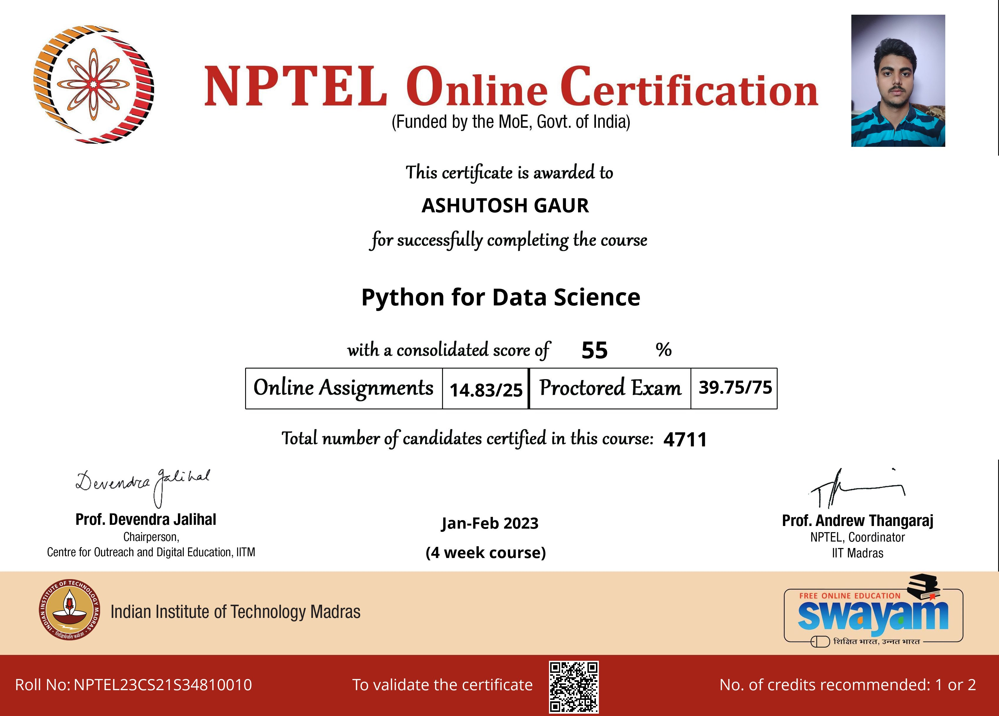 NPTEL Online Certification
(Funded by the MoE, Govt. of India)
This certificate is awarded to
ASHUTOSH GAUR
for successfully completing the course
Python for Data Science
with a consolidated score of 55 %
Online Assignments 14.83/25 Proctored Exam 39.75/75
Total number of candidates certified in this course: 4711
Devendra Jalihal
Prof. Devendra Jalihal
Chairperson,
Centre for Outreach and Digital Education, IITM
Jan-Feb 2023
(4 week course)
Prof. Andrew Thangaraj
NPTEL, Coordinator
IIT Madras
INDIAN INSTITUTE OF TECHNOLOGY MADRAS
सिद्धिर्भवति कर्मजा
Indian Institute of Technology Madras
FREE ONLINE EDUCATION
swayam
शिक्षित भारत, उन्नत भारत
Roll No: NPTEL23CS21S34810010
To validate the certificate
No. of credits recommended: 1 or 2